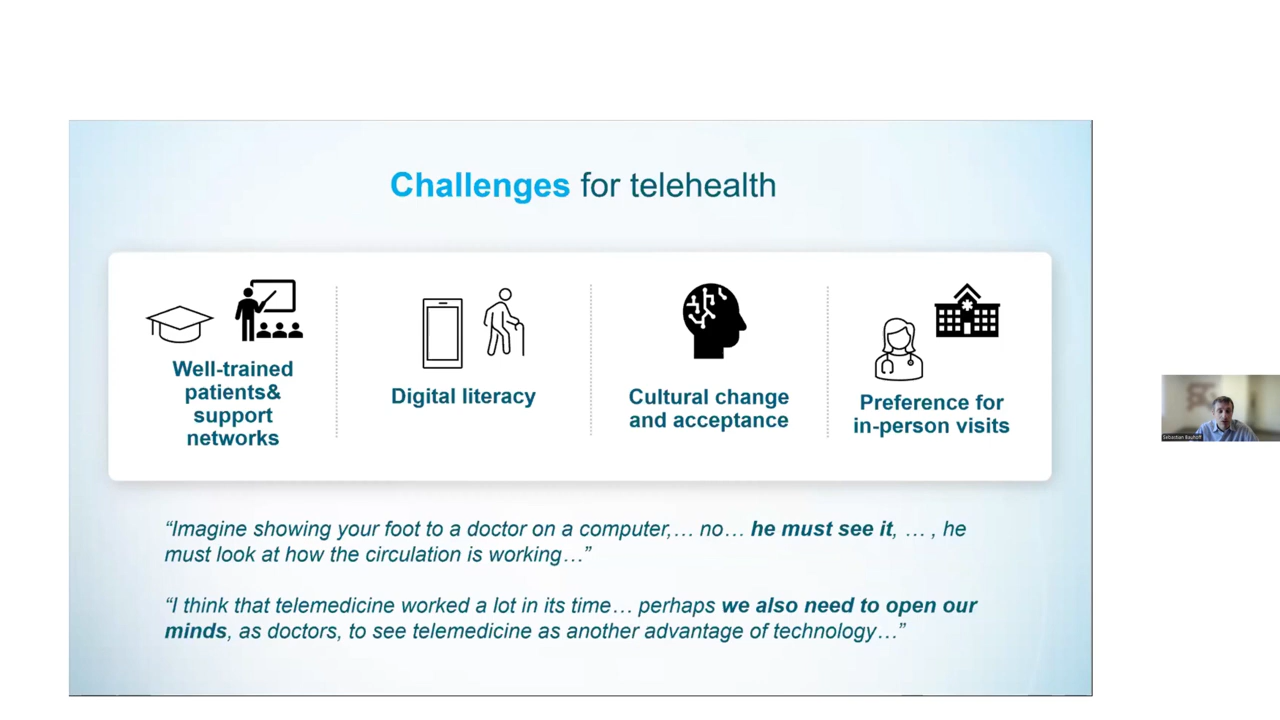 Challenges for telehealth
Well-trained
patients&
support
networks
Digital literacy
Cultural change
and acceptance
Preference for
in-person visits
“Imagine showing your foot to a doctor on a computer,… no… he must see it, … , he
must look at how the circulation is working…”
“I think that telemedicine worked a lot in its time… perhaps we also need to open our
minds, as doctors, to see telemedicine as another advantage of technology…”
Sebastian Bauhoff